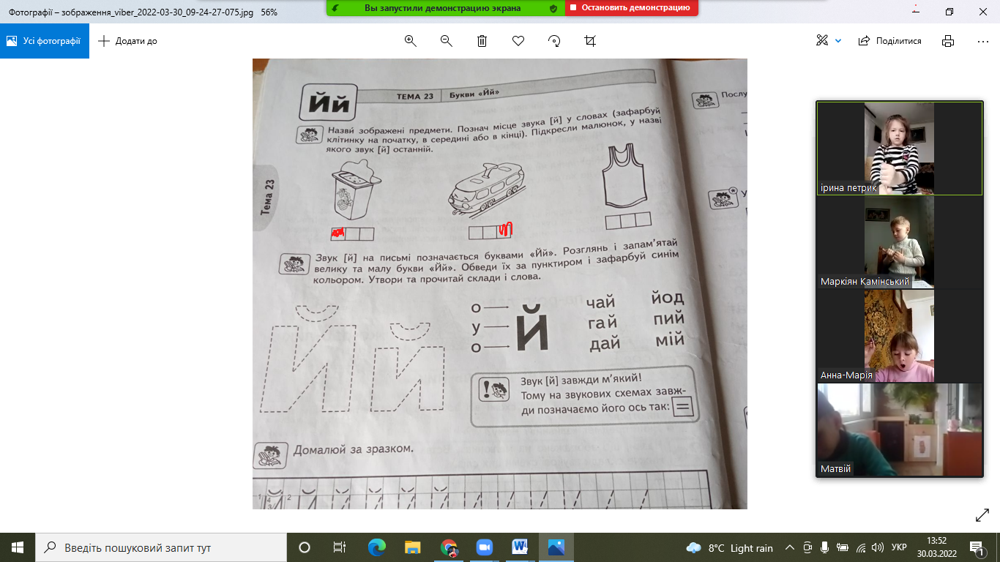 Фотографії – зображення_viber_2022-03-30_09-24-27-075.jpg 56%
Вы запустили демонстрацию экрана
Остановить демонстрацию
Усі фотографії
Додати до
Поділитися
Йй
ТЕМА 23 Букви «Йй»
Назви́ зображені предмети. Познач місце звука [й] у словах (зафарбуй
клітинку на початку, в середині або в кінці). Підкресли малюнок, у назві
якого звук [й] останній.
Тема 23
Звук [й] на письмі позначається буквами «Йй». Розглянь і запам’ятай
велику та малу букви «Йй». Обведи їх за пунктиром і зафарбуй синім
кольором. Утвори та прочитай склади і слова.
Й й
о
у
о
Й
чай йод
гай пий
дай мій
! Звук [й] завжди м’який!
Тому на звукових схемах завж-
ди позначаємо його ось так: =
Домалюй за зразком.
Послу
У
ірина петрик
Маркіян Камінський
Анна-Марія
Матвій
Введіть пошуковий запит тут
8°C Light rain
УКР
13:52
30.03.2022
1